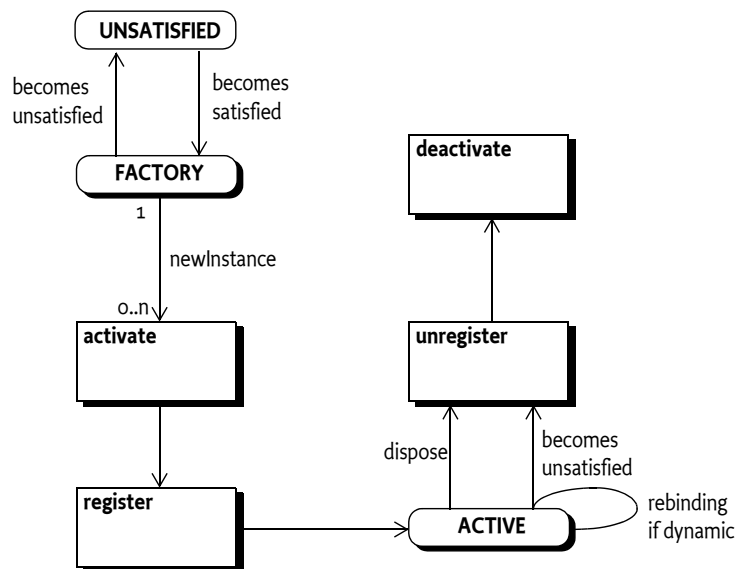 UNSATISFIED
becomes
unsatisfied
becomes
satisfied
FACTORY
1
newInstance
0..n
activate
register
deactivate
unregister
dispose
becomes
unsatisfied
ACTIVE
rebinding
if dynamic